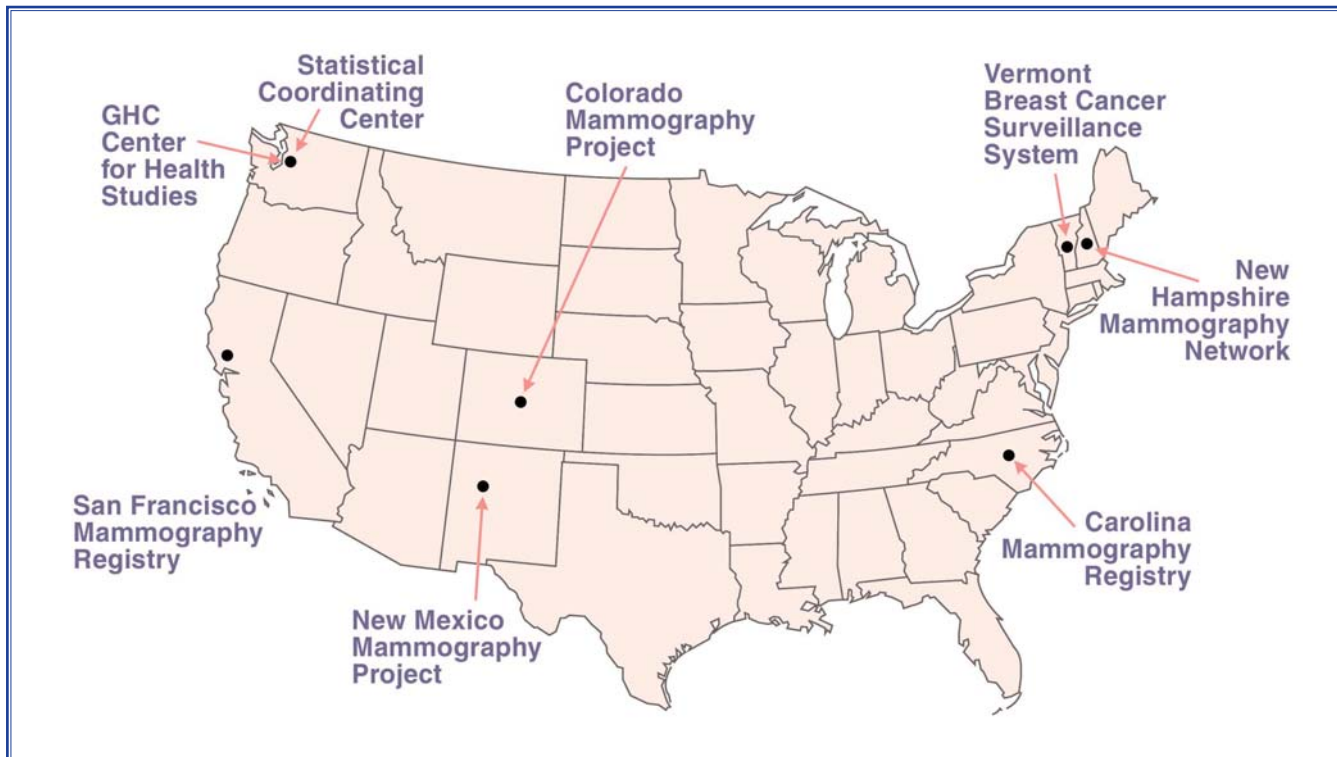 Statistical
Coordinating
Center
GHC
Center
for Health
Studies
Colorado
Mammography
Project
Vermont
Breast Cancer
Surveillance
System
New
Hampshire
Mammography
Network
San Francisco
Mammography
Registry
New Mexico
Mammography
Project
Carolina
Mammography
Registry